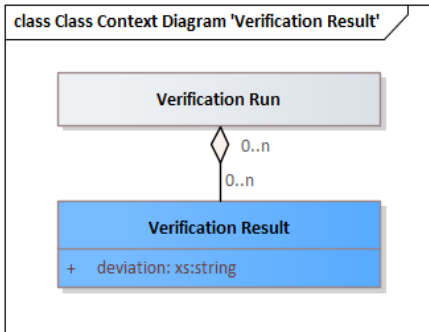 class Class Context Diagram 'Verification Result'
Verification Run
0..n
0..n
Verification Result
+ deviation: xs:string